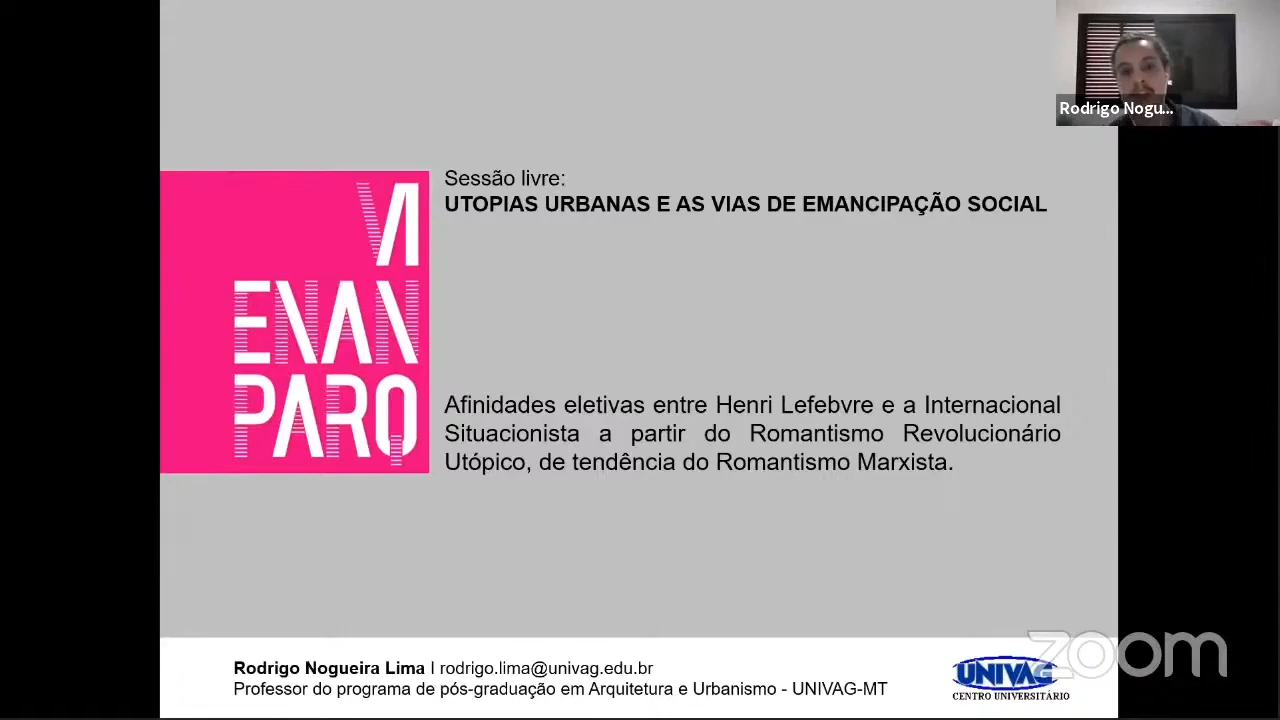 Rodrigo Nogu...
Sessão livre:
UTOPIAS URBANAS E AS VIAS DE EMANCIPAÇÃO SOCIAL
VI
ENAN
PARQ
Afinidades eletivas entre Henri Lefebvre e a Internacional
Situacionista a partir do Romantismo Revolucionário
Utópico, de tendência do Romantismo Marxista.
Rodrigo Nogueira Lima I rodrigo.lima@univag.edu.br
Professor do programa de pós-graduação em Arquitetura e Urbanismo - UNIVAG-MT
UNIVAG
CENTRO UNIVERSITÁRIO
zoom